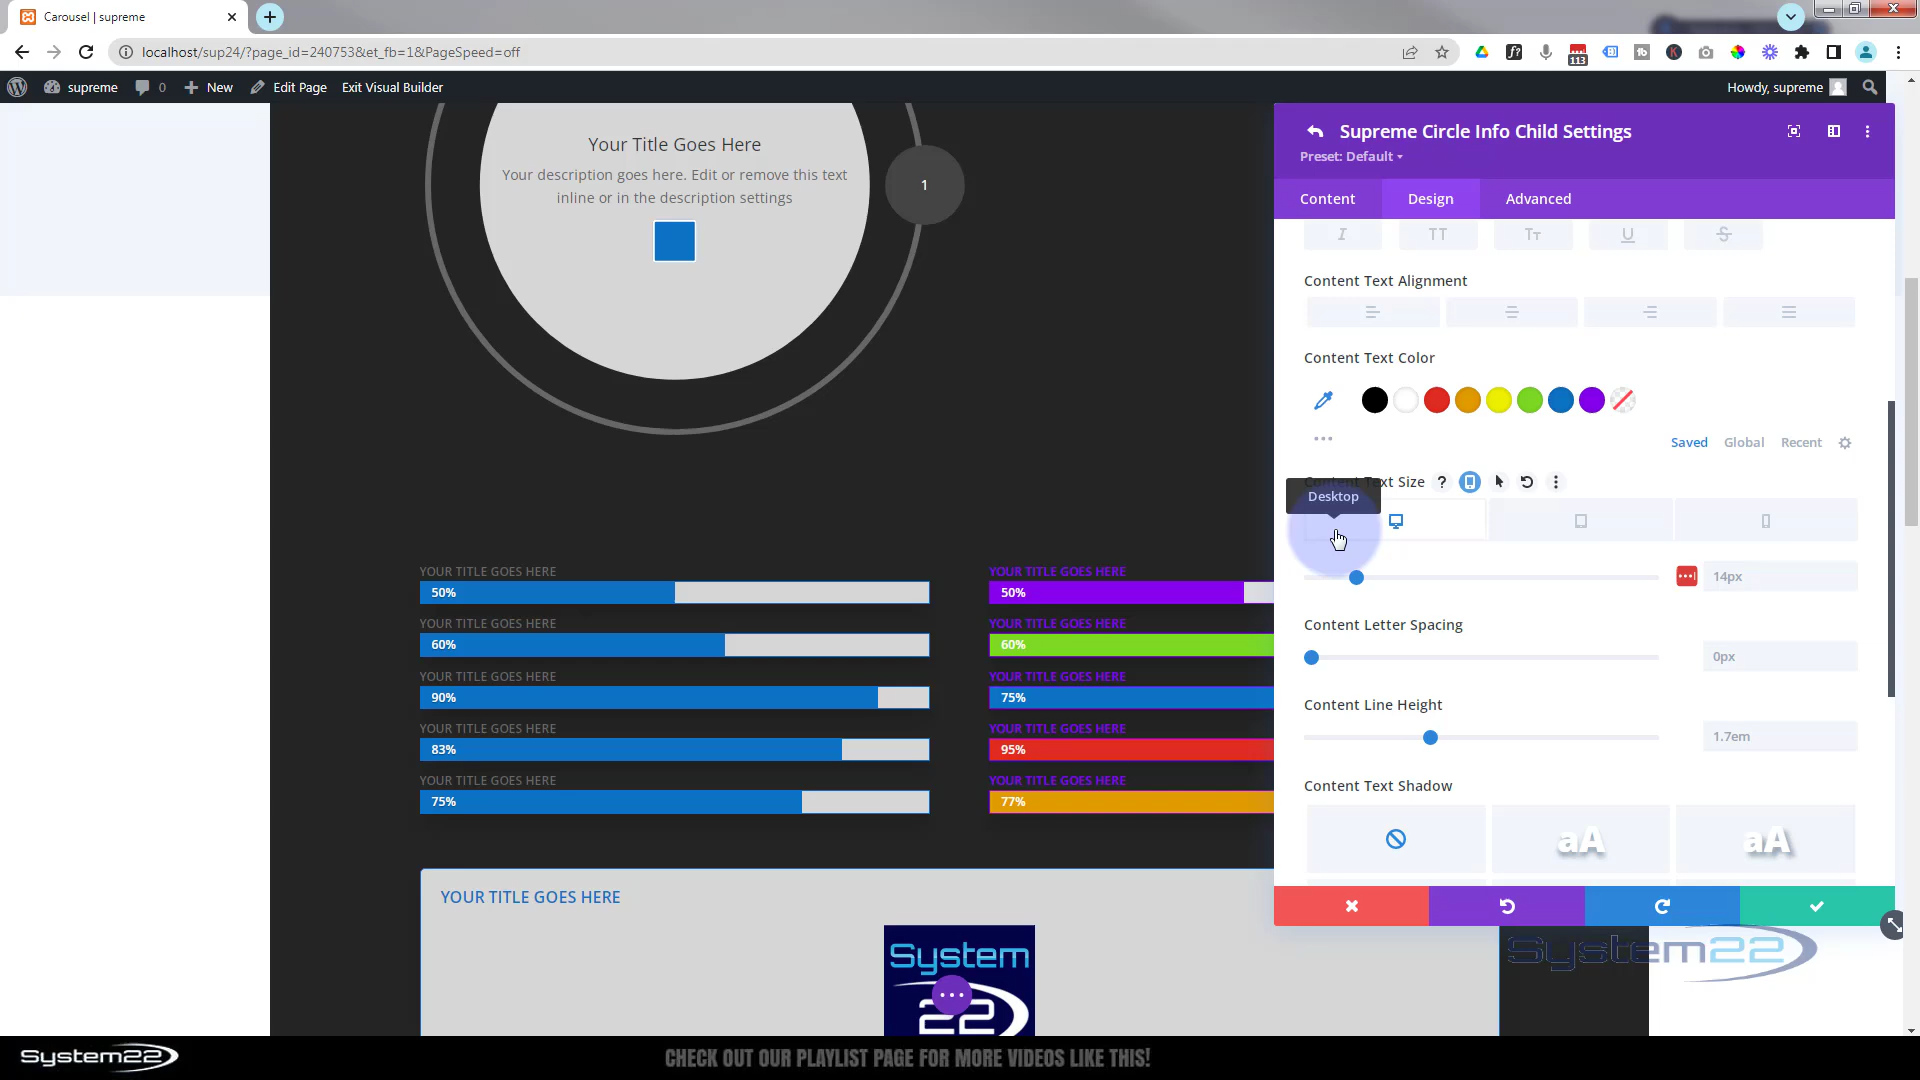 Carousel | supreme
localhost/sup24/?page_id=240753&et_fb=1&PageSpeed=off
113
supreme 0 New Edit Page Exit Visual Builder Howdy, supreme
Your Title Goes Here
Your description goes here. Edit or remove this text
inline or in the description settings
1
YOUR TITLE GOES HERE
50%
YOUR TITLE GOES HERE
60%
YOUR TITLE GOES HERE
90%
YOUR TITLE GOES HERE
83%
YOUR TITLE GOES HERE
75%
YOUR TITLE GOES HERE
50%
YOUR TITLE GOES HERE
60%
YOUR TITLE GOES HERE
75%
YOUR TITLE GOES HERE
95%
YOUR TITLE GOES HERE
77%
YOUR TITLE GOES HERE
System
22
Supreme Circle Info Child Settings
Preset: Default
Content Design Advanced
I TT Tt U S
Content Text Alignment
Content Text Color
Saved Global Recent
Content Text Size
Desktop
14px
Content Letter Spacing
0px
Content Line Height
1.7em
Content Text Shadow
aA aA
System22
System22
CHECK OUT OUR PLAYLIST PAGE FOR MORE VIDEOS LIKE THIS!